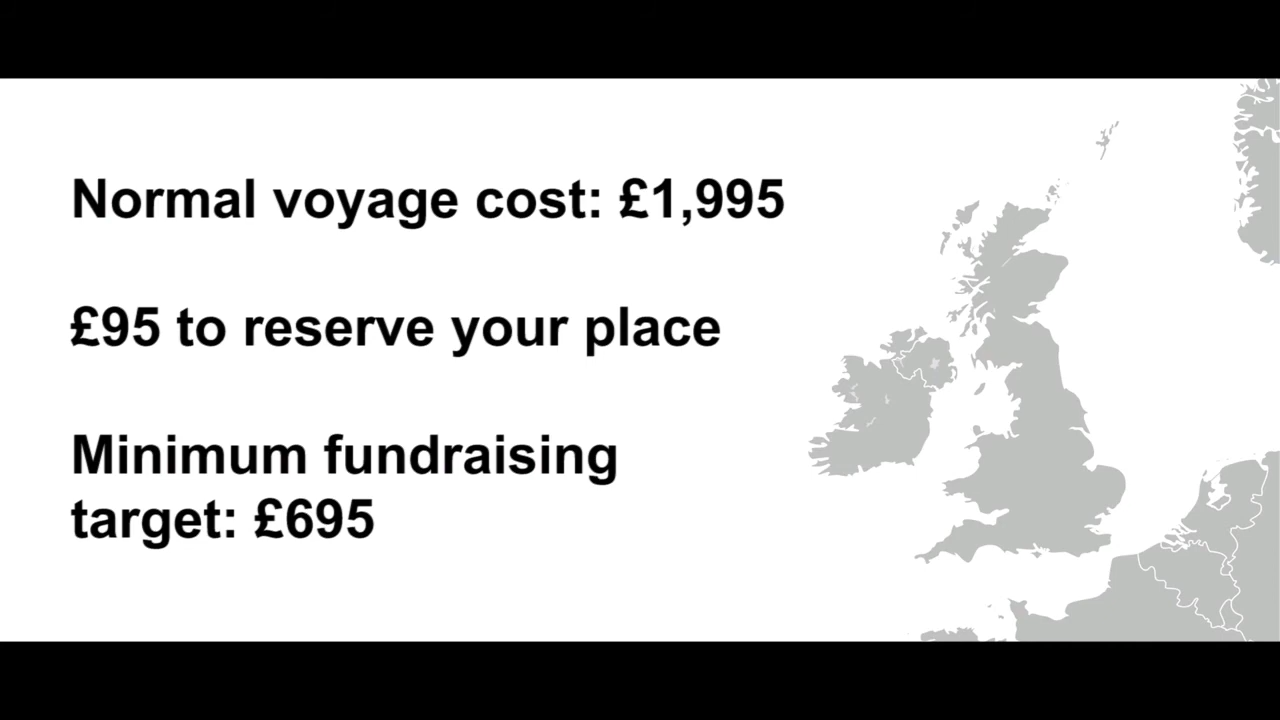 Normal voyage cost: £1,995
£95 to reserve your place
Minimum fundraising
target: £695